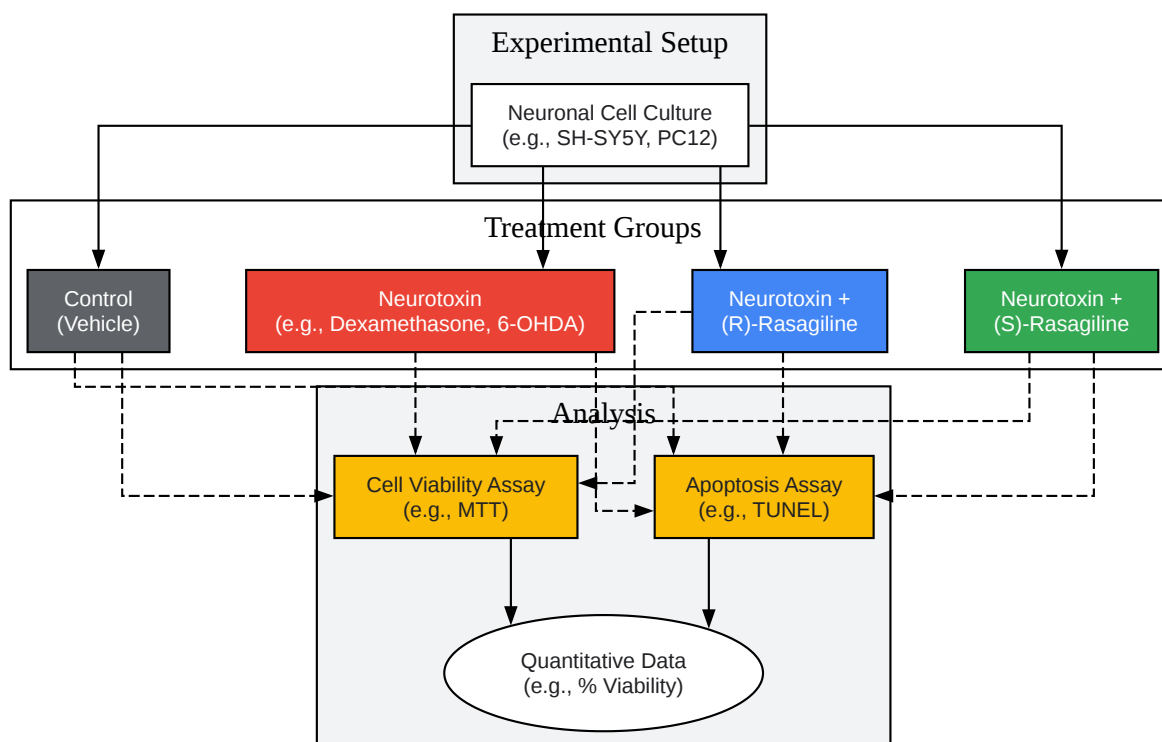 Experimental Setup
Neuronal Cell Culture
(e.g., SH-SY5Y, PC12)
Treatment Groups
Control
(Vehicle)
Neurotoxin
(e.g., Dexamethasone, 6-OHDA)
Neurotoxin +
(R)-Rasagiline
Neurotoxin +
(S)-Rasagiline
Analysis
Cell Viability Assay
(e.g., MTT)
Apoptosis Assay
(e.g., TUNEL)
Quantitative Data
(e.g., % Viability)